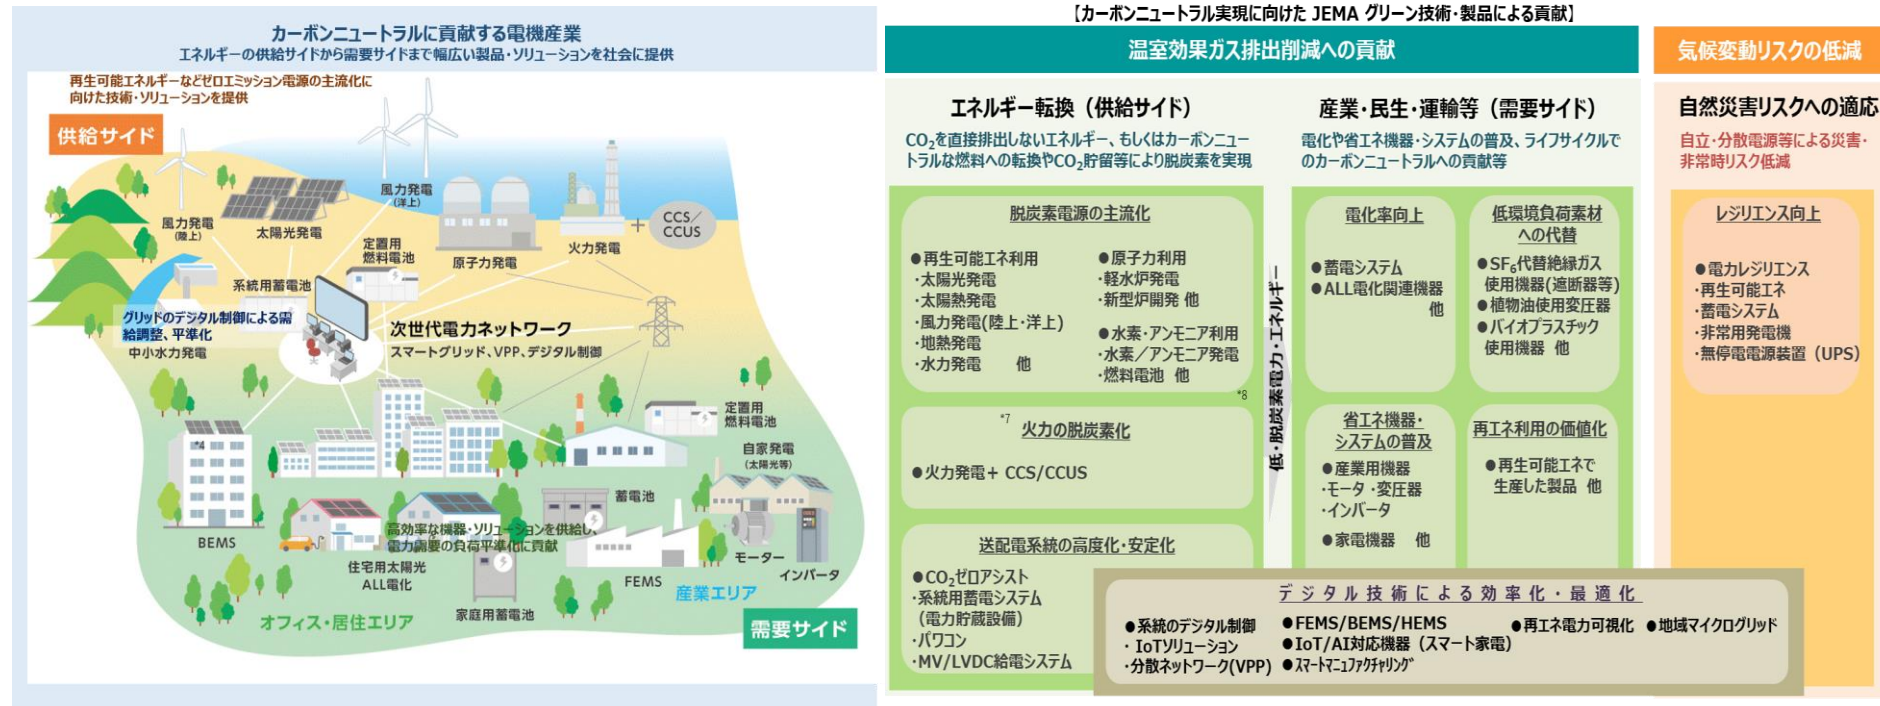 カーボンニュートラルに貢献する電機産業
エネルギーの供給サイドから需要サイドまで幅広い製品・ソリューションを社会に提供
再生可能エネルギーなどゼロエミッション電源の主流化に
向けた技術・ソリューションを提供
供給サイド
風力発電
(陸上)
太陽光発電
風力発電
(洋上)
原子力発電
火力発電
+
CCS/
CCUS
定置用
燃料電池
系統用蓄電池
グリッドのデジタル制御による需
給調整、平準化
中小水力発電
次世代電力ネットワーク
スマートグリッド、VPP、デジタル制御
定置用
燃料電池
自家発電
(太陽光等)
蓄電池
BEMS
高効率な機器・ソリューションを供給し、
電力需要の負荷平準化に貢献
住宅用太陽光
ALL電化
家庭用蓄電池
FEMS
モーター
インバータ
産業エリア
オフィス・居住エリア
需要サイド
【カーボンニュートラル実現に向けた JEMA グリーン技術・製品による貢献】
温室効果ガス排出削減への貢献
エネルギー転換（供給サイド）
CO₂を直接排出しないエネルギー、もしくはカーボンニュー
トラルな燃料への転換やCO₂貯留等により脱炭素を実現
脱炭素電源の主流化
●再生可能エネ利用
・太陽光発電
・太陽熱発電
・風力発電(陸上・洋上)
・地熱発電
・水力発電 他
●原子力利用
・軽水炉発電
・新型炉開発 他
●水素・アンモニア利用
・水素／アンモニア発電
・燃料電池 他
*8
*7
火力の脱炭素化
●火力発電+ CCS/CCUS
送配電系統の高度化・安定化
●CO₂ゼロアシスト
・系統用蓄電システム
(電力貯蔵設備)
・パワコン
・MV/LVDC給電システム
低・脱炭素電力・エネルギー
産業・民生・運輸等（需要サイド）
電化や省エネ機器・システムの普及、ライフサイクルで
のカーボンニュートラルへの貢献等
電化率向上
●蓄電システム
●ALL電化関連機器
他
低環境負荷素材
への代替
●SF₆代替絶縁ガス
使用機器(遮断器等)
●植物油使用変圧器
●バイオプラスチック
使用機器 他
省エネ機器・
システムの普及
●産業用機器
・モータ・変圧器
・インバータ
●家電機器 他
再エネ利用の価値化
●再生可能エネで
生産した製品 他
デジタル技術による効率化・最適化
●系統のデジタル制御
・IoTソリューション
・分散ネットワーク(VPP)
●FEMS/BEMS/HEMS
●IoT/AI対応機器（スマート家電）
●ｽﾏｰﾄﾏﾆｭﾌｧｸﾁｬﾘﾝｸﾞ
●再エネ電力可視化
●地域マイクログリッド
気候変動リスクの低減
自然災害リスクへの適応
自立・分散電源等による災害・
非常時リスク低減
レジリエンス向上
●電力レジリエンス
・再生可能エネ
・蓄電システム
・非常用発電機
・無停電電源装置（UPS）